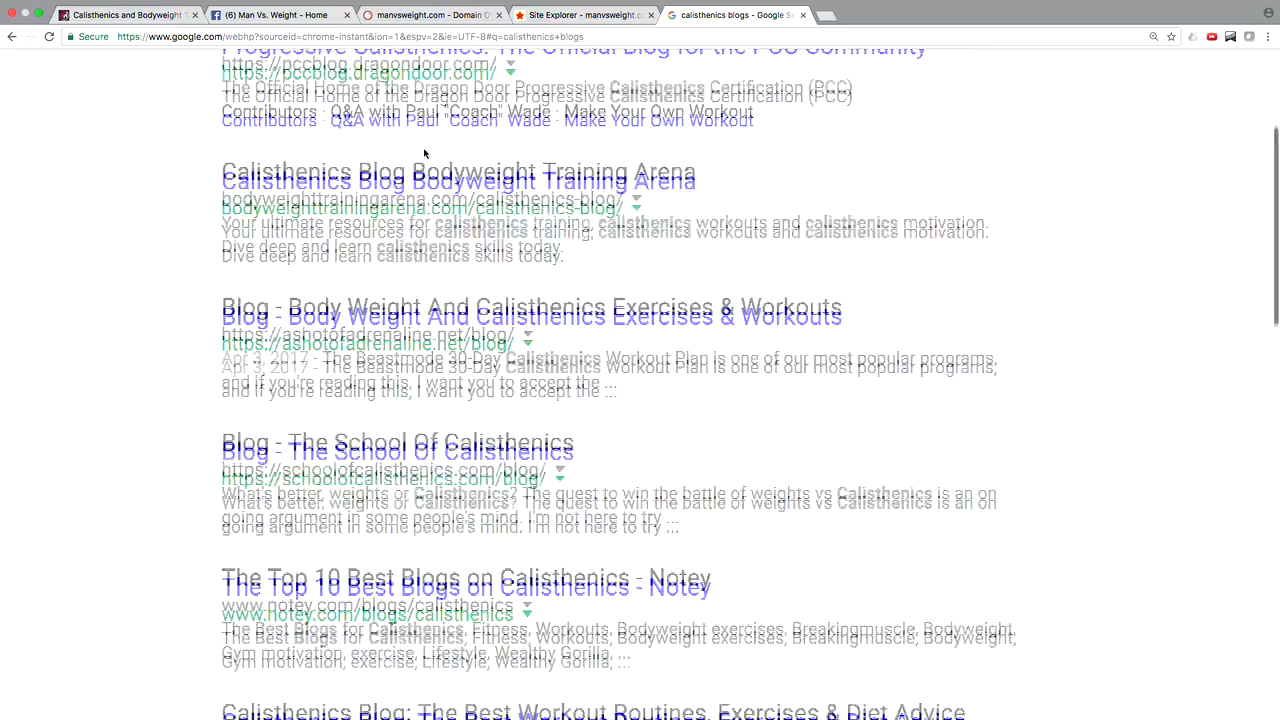 Calisthenics and Bodyweight T
(6) Man Vs. Weight - Home
manvsweight.com - Domain O
Site Explorer - manvsweight.c
calisthenics blogs - Google Se
Secure
https://www.google.com/webhp?sourceid=chrome-instant&ion=1&espv=2&ie=UTF-8#q=calisthenics+blogs
Progressive Calisthenics: The Official Blog for the PCC Community
https://pccblog.dragondoor.com/
The Official Home of the Dragon Door Progressive Calisthenics Certification (PCC)
Contributors · Q&A with Paul "Coach" Wade · Make Your Own Workout
Calisthenics Blog Bodyweight Training Arena
bodyweighttrainingarena.com/calisthenics-blog/
Your ultimate resources for calisthenics training, calisthenics workouts and calisthenics motivation.
Dive deep and learn calisthenics skills today.
Blog - Body Weight And Calisthenics Exercises & Workouts
https://ashotofadrenaline.net/blog/
Apr 3, 2017 - The Beastmode 30-Day Calisthenics Workout Plan is one of our most popular programs,
and if you're reading this, I want you to accept the ...
Blog - The School Of Calisthenics
https://schoolofcalisthenics.com/blog/
What's better, weights or Calisthenics? The quest to win the battle of weights vs Calisthenics is an on
going argument in some people's mind. I'm not here to try ...
The Top 10 Best Blogs on Calisthenics - Notey
www.notey.com/blogs/calisthenics
The Best Blogs for Calisthenics, Fitness, Workouts, Bodyweight exercises, Breakingmuscle, Bodyweight,
Gym motivation, exercise, Lifestyle, Wealthy Gorilla, ...
Calisthenics Blog: The Best Workout Routines, Exercises & Diet Advice